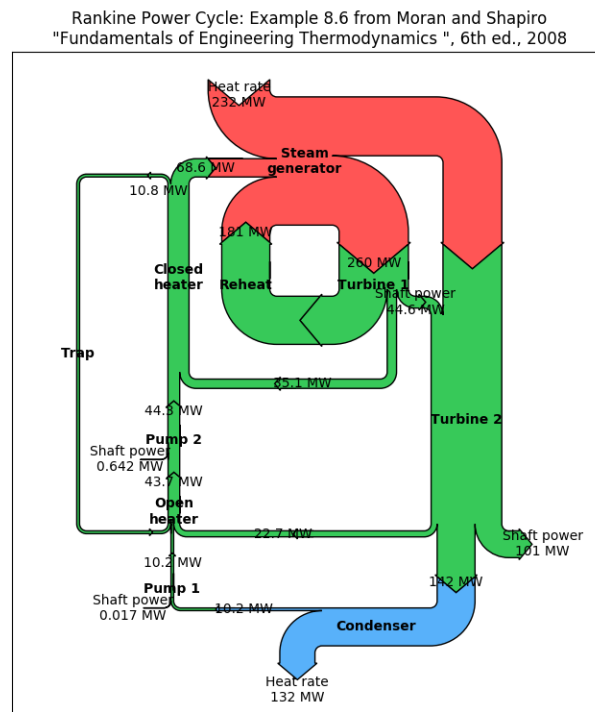 Rankine Power Cycle: Example 8.6 from Moran and Shapiro
"Fundamentals of Engineering Thermodynamics ", 6th ed., 2008
Heat rate
232 MW
Steam
generator
68.6 MW
10.8 MW
181 MW
260 MW
Closed
heater
Reheat
Turbine 1
Shaft power
44.6 MW
Trap
35.1 MW
44.3 MW
Turbine 2
Pump 2
Shaft power
0.642 MW
43.7 MW
Open
heater
22.7 MW
Shaft power
101 MW
10.2 MW
142 MW
Pump 1
Shaft power
0.017 MW
10.2 MW
Condenser
Heat rate
132 MW